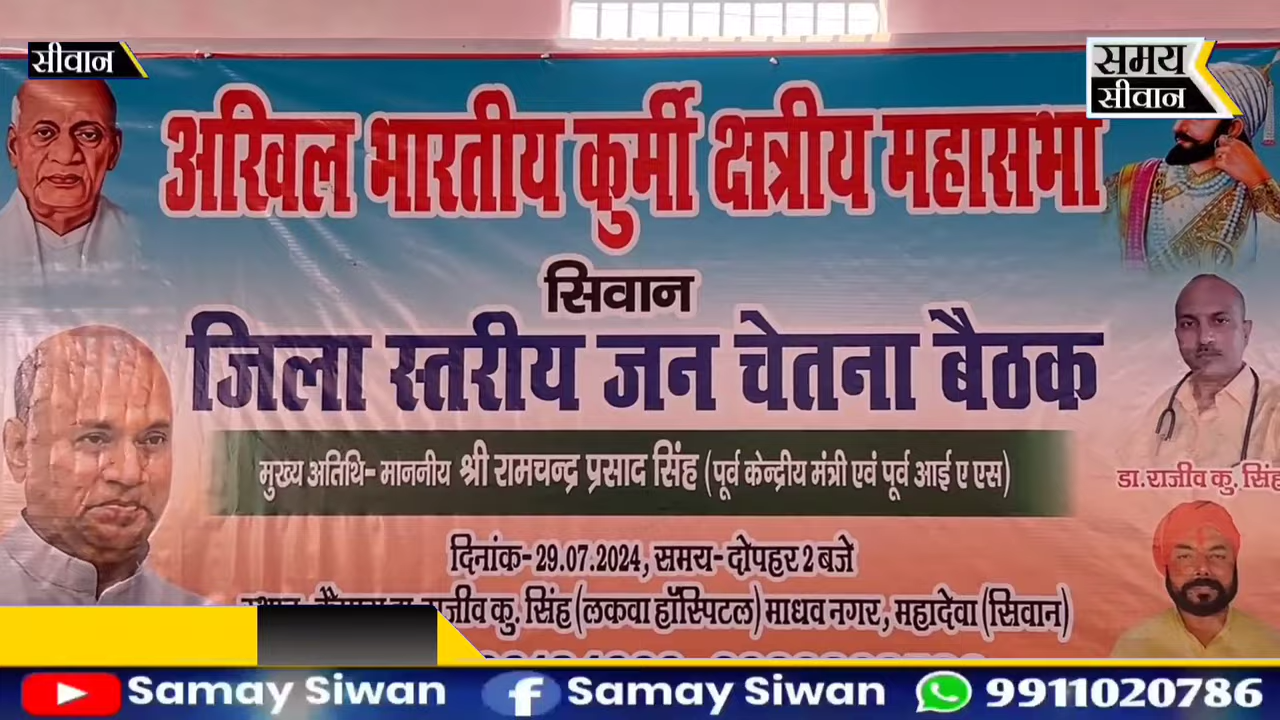 सीवान
समय
सीवान
अखिल भारतीय कुर्मी क्षत्रीय महासभा
सिवान
जिला स्तरीय जन चेतना बैठक
मुख्य अतिथि- माननीय श्री रामचन्द्र प्रसाद सिंह (पूर्व केन्द्रीय मंत्री एवं पूर्व आई ए एस)
डा. राजीव कु. सिंह
दिनांक- 29.07.2024, समय- दोपहर 2 बजे
राजीव कु. सिंह (लकवा हॉस्पिटल) माधव नगर, महादेवा (सिवान)
Samay Siwan Samay Siwan 9911020786